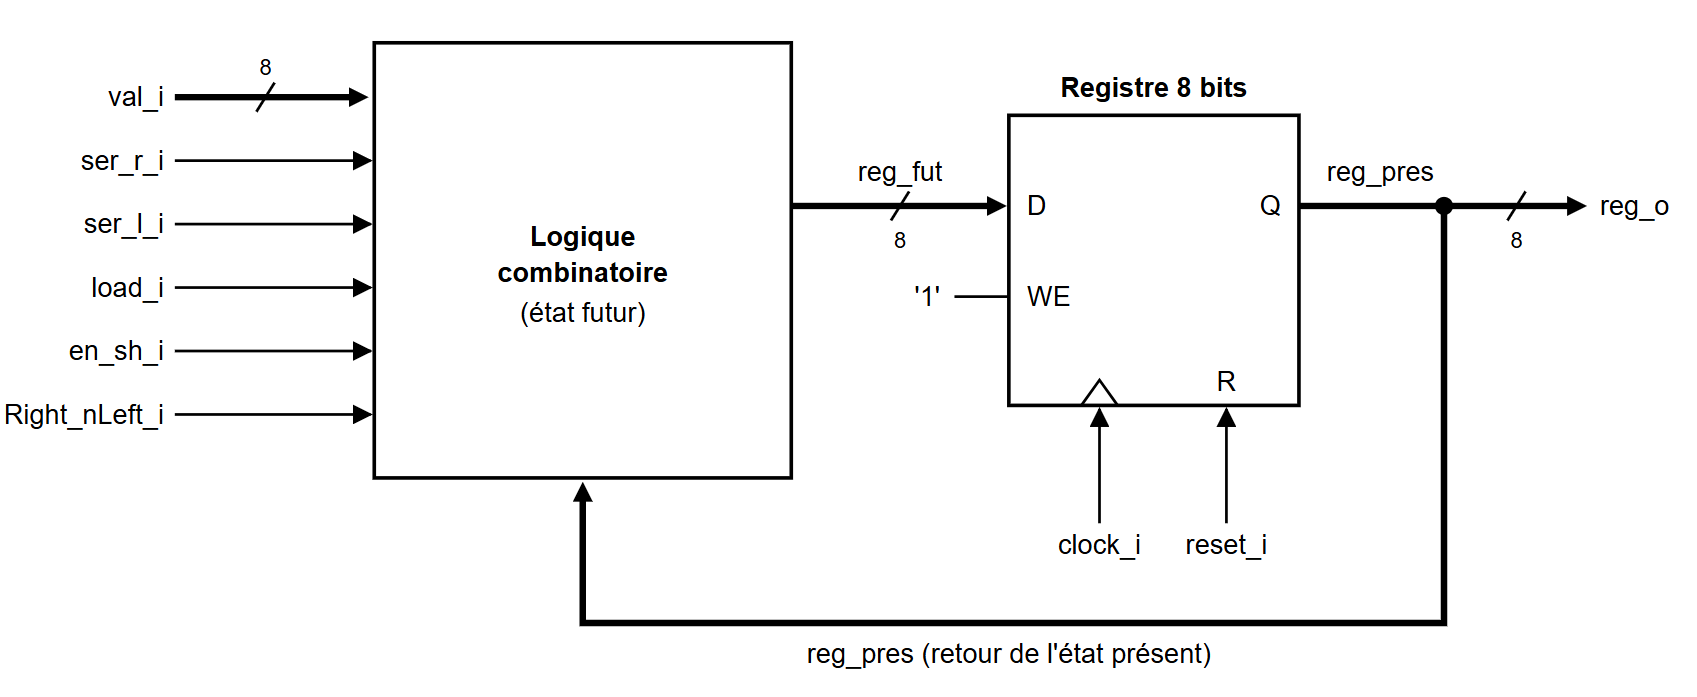 8
val_i
ser_r_i
ser_l_i
load_i
en_sh_i
Right_nLeft_i
Logique
combinatoire
(état futur)
reg_fut
8
Registre 8 bits
D
Q
'1'
WE
R
clock_i
reset_i
reg_pres
8
reg_o
reg_pres (retour de l'état présent)